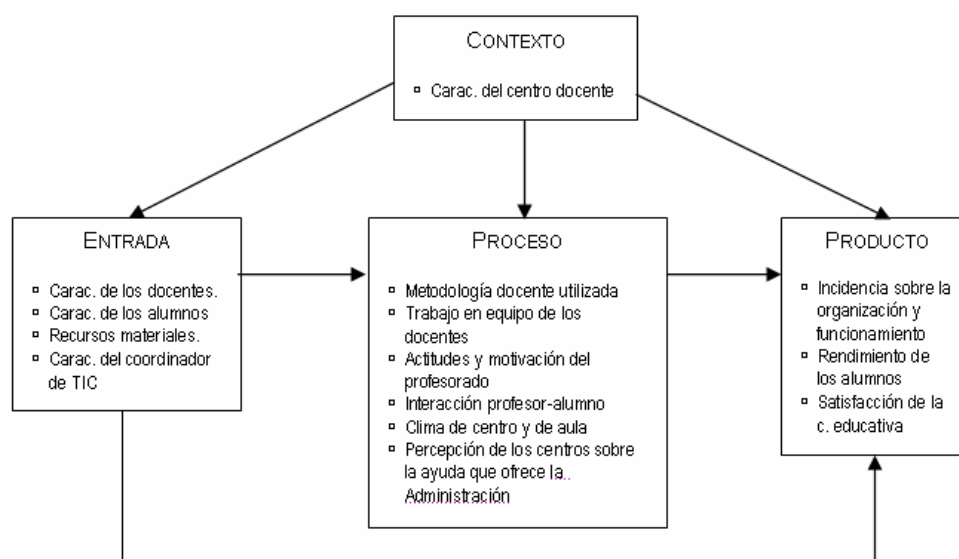 CONTEXTO
▫ Carac. del centro docente
ENTRADA
▫ Carac. de los docentes.
▫ Carac. de los alumnos
▫ Recursos materiales.
▫ Carac. del coordinador
de TIC
PROCESO
▫ Metodología docente utilizada
▫ Trabajo en equipo de los
docentes
▫ Actitudes y motivación del
profesorado
▫ Interacción profesor-alumno
▫ Clima de centro y de aula
▫ Percepción de los centros sobre
la ayuda que ofrece la
Administración
PRODUCTO
▫ Incidencia sobre la
organización y
funcionamiento
▫ Rendimiento de
los alumnos
▫ Satisfacción de la
c. educativa